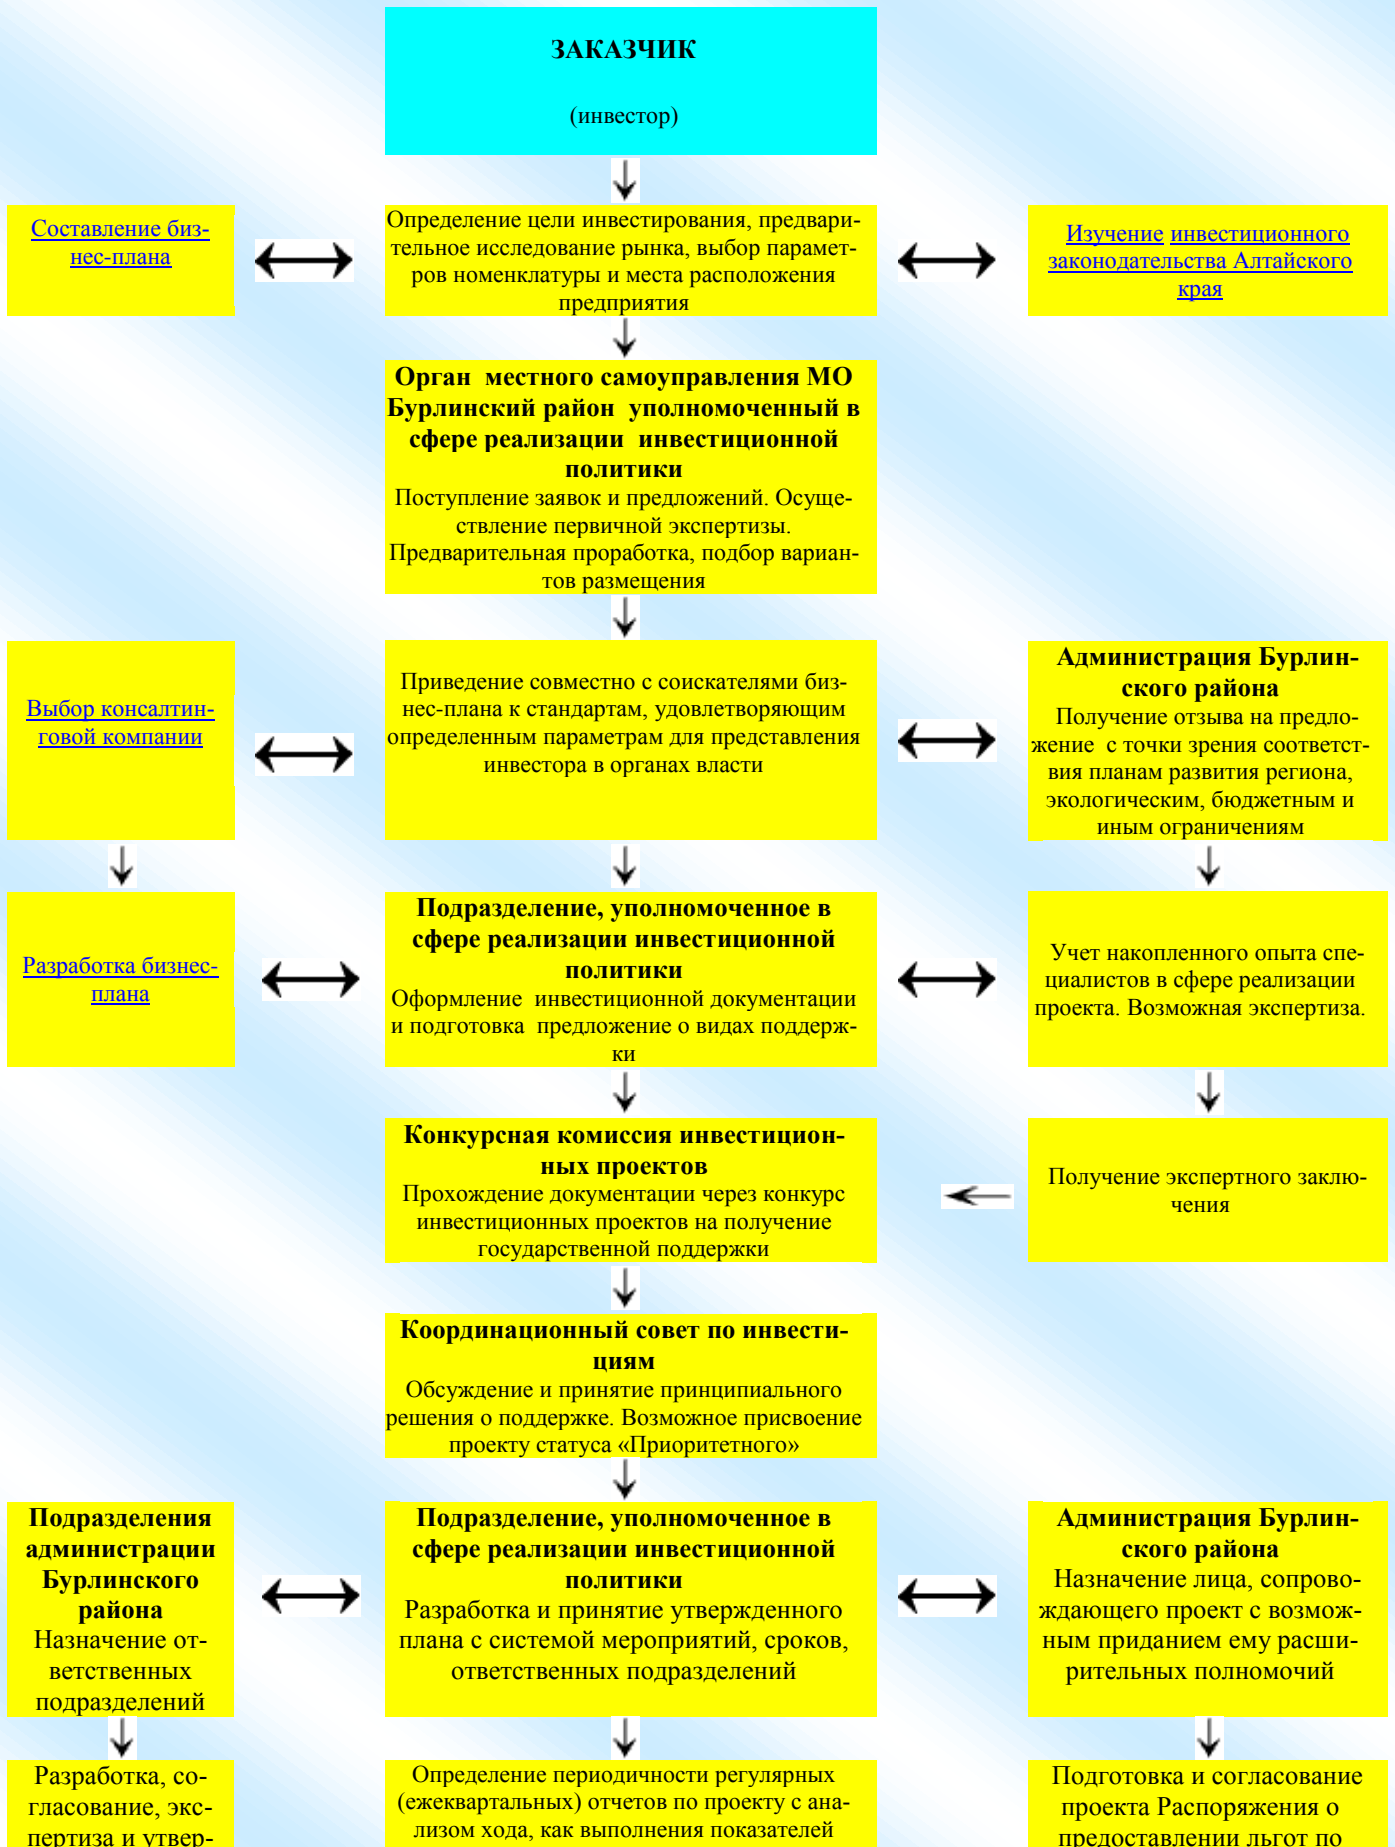 ЗАКАЗЧИК
(инвестор)
Составление биз-
нес-плана
Определение цели инвестирования, предвари-
тельное исследование рынка, выбор парамет-
ров номенклатуры и места расположения
предприятия
Изучение инвестиционного
законодательства Алтайского
края
Орган местного самоуправления МО
Бурлинский район уполномоченный в
сфере реализации инвестиционной
политики
Поступление заявок и предложений. Осуще-
ствление первичной экспертизы.
Предварительная проработка, подбор вариан-
тов размещения
Выбор консалтин-
говой компании
Приведение совместно с соискателями биз-
нес-плана к стандартам, удовлетворяющим
определенным параметрам для представления
инвестора в органах власти
Администрация Бурлин-
ского района
Получение отзыва на предло-
жение с точки зрения соответст-
вия планам развития региона,
экологическим, бюджетным и
иным ограничениям
Разработка бизнес-
плана
Подразделение, уполномоченное в
сфере реализации инвестиционной
политики
Оформление инвестиционной документации
и подготовка предложение о видах поддерж-
ки
Учет накопленного опыта спе-
циалистов в сфере реализации
проекта. Возможная экспертиза.
Конкурсная комиссия инвестицион-
ных проектов
Прохождение документации через конкурс
инвестиционных проектов на получение
государственной поддержки
Получение экспертного заклю-
чения
Координационный совет по инвести-
циям
Обсуждение и принятие принципиального
решения о поддержке. Возможное присвоение
проекту статуса «Приоритетного»
Подразделения
администрации
Бурлинского
района
Назначение от-
ветственных
подразделений
Подразделение, уполномоченное в
сфере реализации инвестиционной
политики
Разработка и принятие утвержденного
плана с системой мероприятий, сроков,
ответственных подразделений
Администрация Бурлин-
ского района
Назначение лица, сопрово-
ждающего проект с возмож-
ным приданием ему расши-
рительных полномочий
Разработка, со-
гласование, экс-
пертиза и утвер-
Определение периодичности регулярных
(ежеквартальных) отчетов по проекту с ана-
лизом хода, как выполнения показателей
Подготовка и согласование
проекта Распоряжения о
предоставлении льгот по